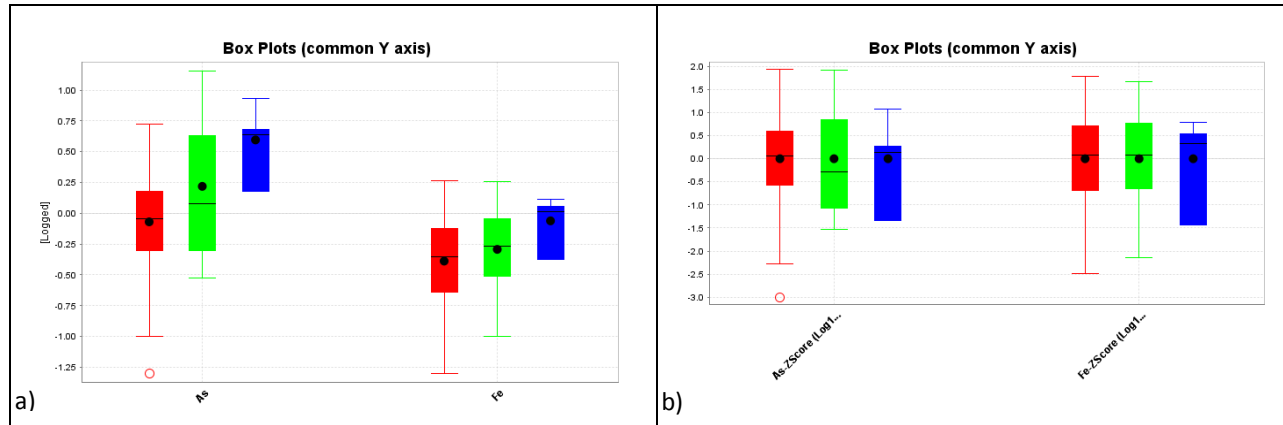 Box Plots (common Y axis)
[Logged]
1.00
0.75
0.50
0.25
0.00
-0.25
-0.50
-0.75
-1.00
-1.25
As
Fe
a)
Box Plots (common Y axis)
2.0
1.5
1.0
0.5
0.0
-0.5
-1.0
-1.5
-2.0
-2.5
-3.0
As-ZScore (Log1...
Fe-ZScore (Log1...
b)